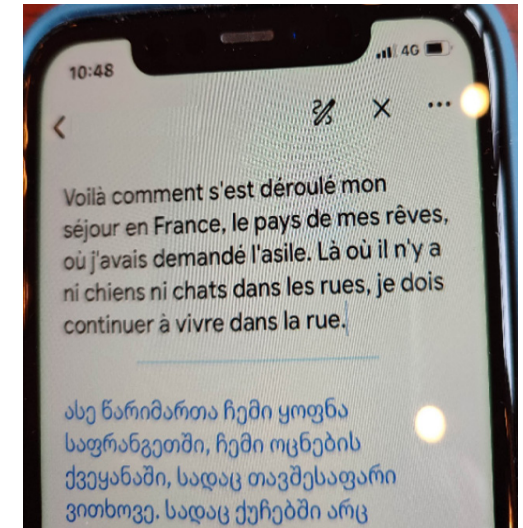 10:48
4G
Voilà comment s'est déroulé mon
séjour en France, le pays de mes rêves,
où j'avais demandé l'asile. Là où il n'y a
ni chiens ni chats dans les rues, je dois
continuer à vivre dans la rue.
ასე წარიმართა ჩემი ყოფნა
საფრანგეთში, ჩემი ოცნების
ქვეყანაში, სადაც თავშესაფარი
ვითხოვე. სადაც ქუჩებში არც